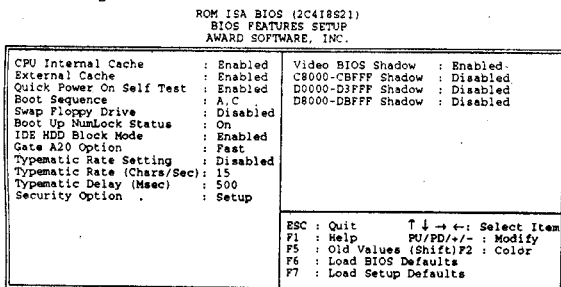 ROM ISA BIOS (2C4I8S21)
BIOS FEATURES SETUP
AWARD SOFTWARE, INC.
CPU Internal Cache : Enabled
External Cache : Enabled
Quick Power On Self Test : Enabled
Boot Sequence : A,C
Swap Floppy Drive : Disabled
Boot Up NumLock Status : On
IDE HDD Block Mode : Enabled
Gate A20 Option : Fast
Typematic Rate Setting : Disabled
Typematic Rate (Chars/Sec): 15
Typematic Delay (Msec) : 500
Security Option : Setup
Video BIOS Shadow : Enabled
C8000-CBFFF Shadow : Disabled
D0000-D3FFF Shadow : Disabled
D8000-DBFFF Shadow : Disabled
ESC : Quit ↑ ↓ → ←: Select Item
F1 : Help PU/PD/+/- : Modify
F5 : Old Values (Shift)F2 : Color
F6 : Load BIOS Defaults
F7 : Load Setup Defaults